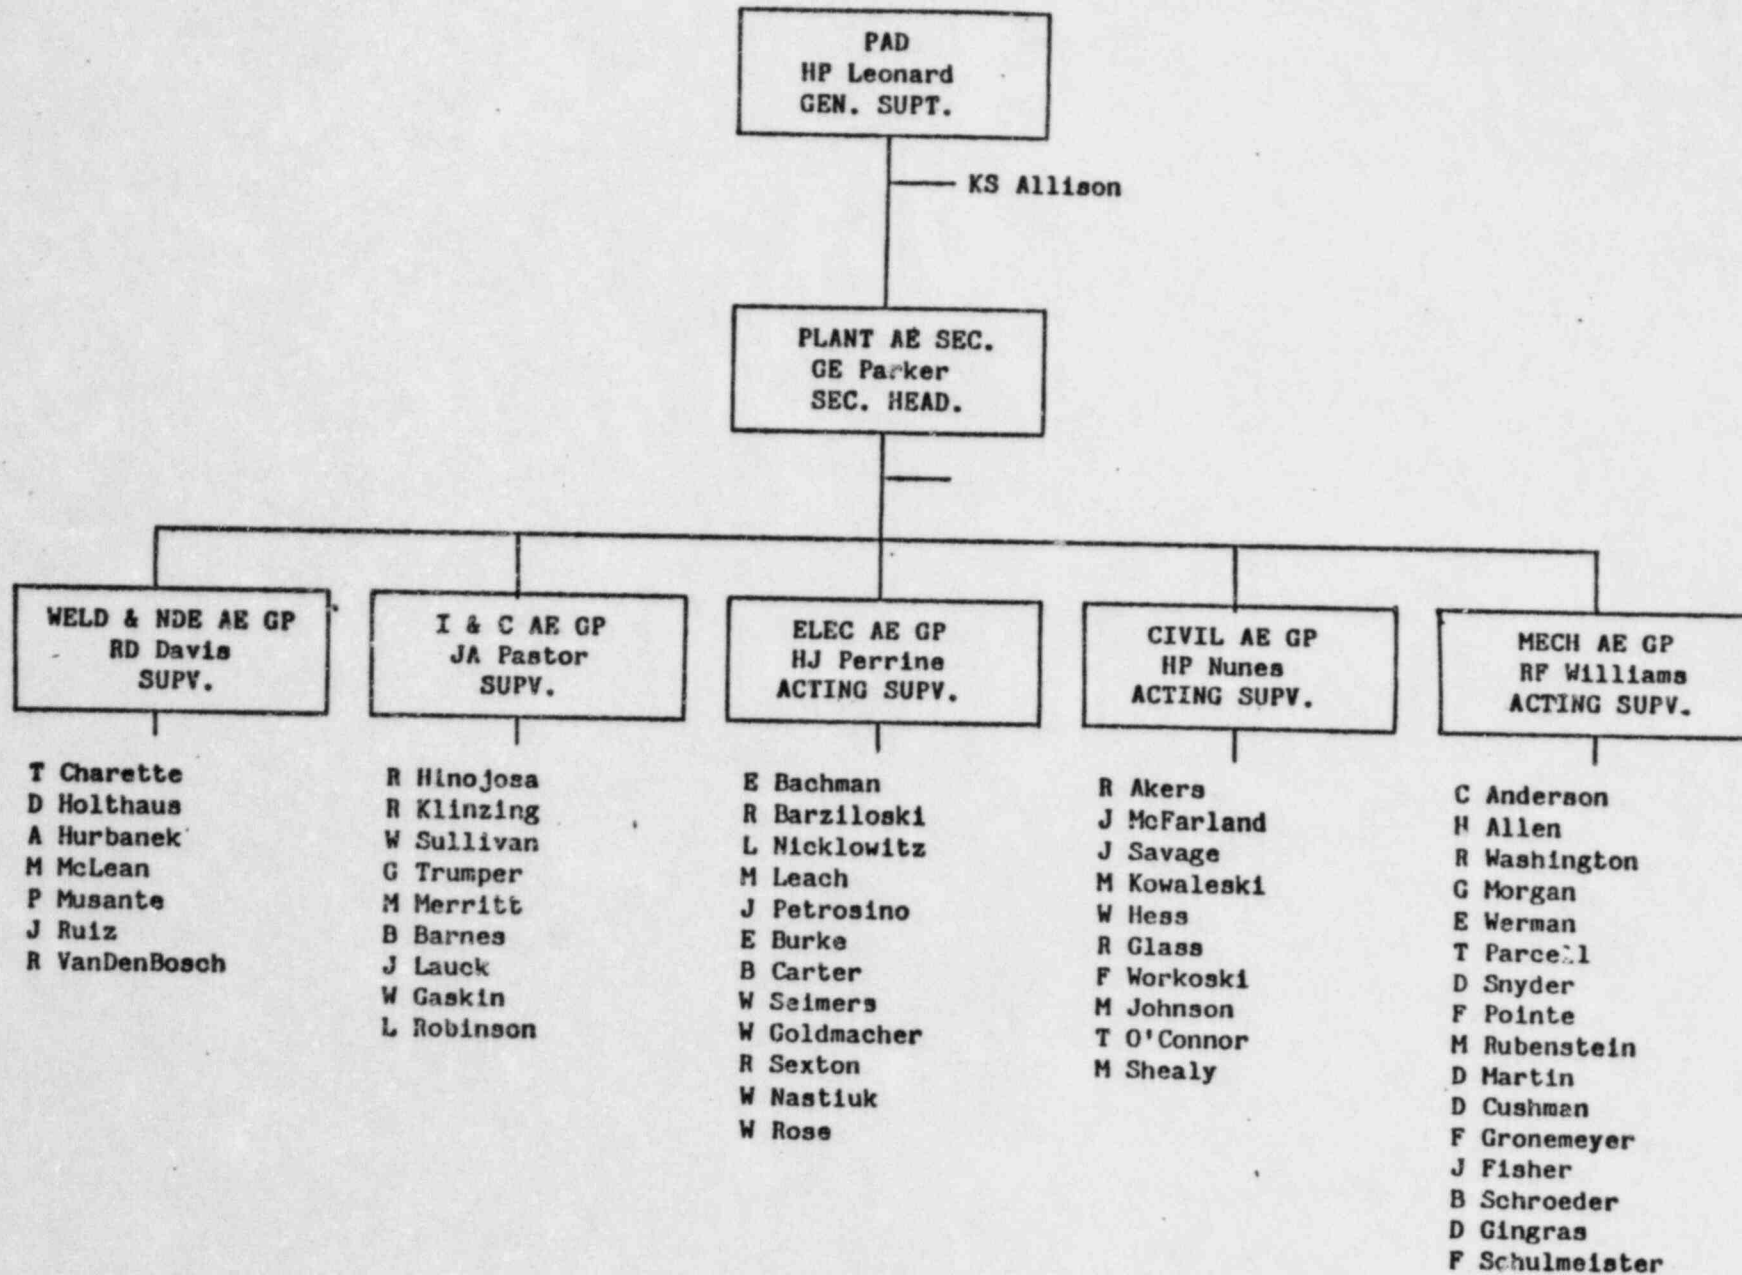 PAD
HP Leonard
GEN. SUPT.
KS Allison
PLANT AE SEC.
GE Parker
SEC. HEAD.
WELD & NDE AE GP
RD Davis
SUPV.
T Charette
D Holthaus
A Hurbanek
M McLean
P Musante
J Ruiz
R VanDenBosch
I & C AE GP
JA Pastor
SUPV.
R Hinojosa
R Klinzing
W Sullivan
G Trumper
M Merritt
B Barnes
J Lauck
W Gaskin
L Robinson
ELEC AE GP
HJ Perrine
ACTING SUPV.
E Bachman
R Barziloski
L Nicklowitz
M Leach
J Petrosino
E Burke
B Carter
W Seimers
W Goldmacher
R Sexton
W Nastiuk
W Rose
CIVIL AE GP
HP Nunes
ACTING SUPV.
R Akers
J McFarland
J Savage
M Kowaleski
W Hess
R Glass
F Workoski
M Johnson
T O'Connor
M Shealy
MECH AE GP
RF Williams
ACTING SUPV.
C Anderson
H Allen
R Washington
G Morgan
E Werman
T Parcell
D Snyder
F Pointe
M Rubenstein
D Martin
D Cushman
F Gronemeyer
J Fisher
B Schroeder
D Gingras
F Schulmeister